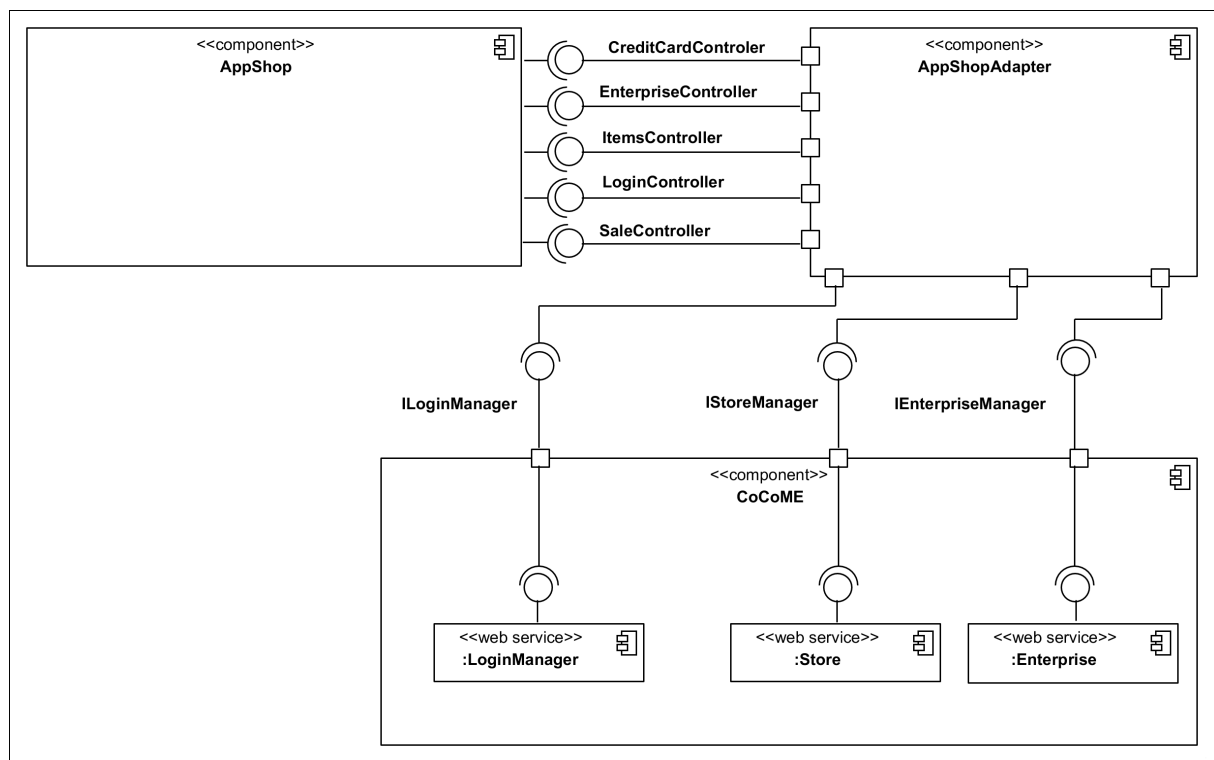 <<component>>
AppShop
CreditCardControler
EnterpriseController
ItemsController
LoginController
SaleController
<<component>>
AppShopAdapter
ILoginManager
IStoreManager
IEnterpriseManager
<<component>>
CoCoME
<<web service>>
:LoginManager
<<web service>>
:Store
<<web service>>
:Enterprise